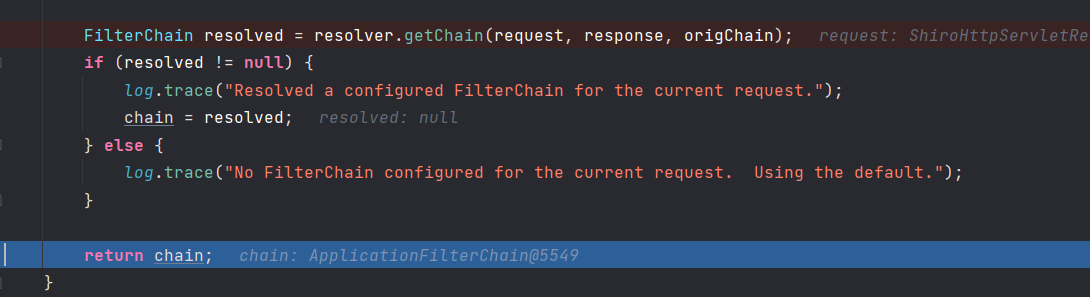 FilterChain resolved = resolver.getChain(request, response, origChain);   request: ShiroHttpServletRe
if (resolved != null) {
log.trace("Resolved a configured FilterChain for the current request.");
chain = resolved;   resolved: null
} else {
log.trace("No FilterChain configured for the current request.  Using the default.");
}
return chain;   chain: ApplicationFilterChain@5549
}